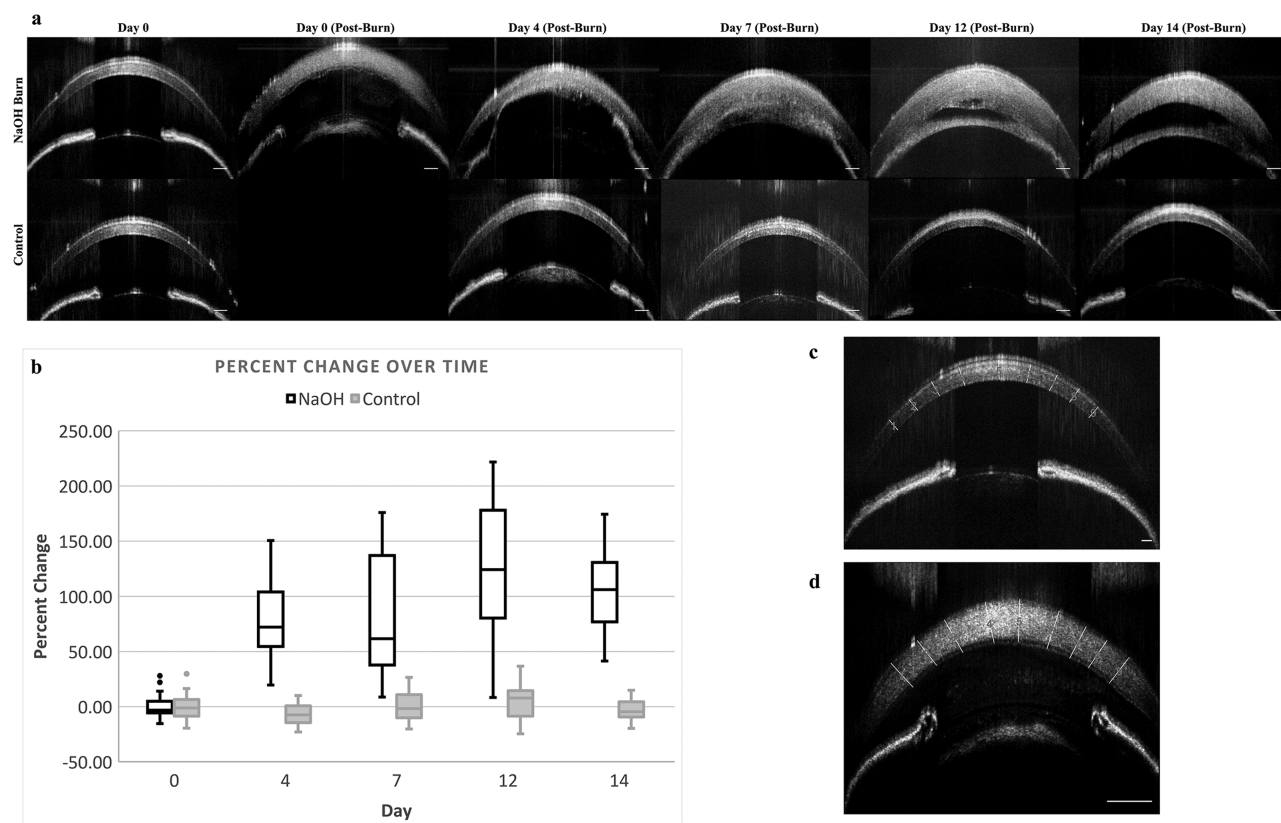 a
Day 0
Day 0 (Post-Burn)
Day 4 (Post-Burn)
Day 7 (Post-Burn)
Day 12 (Post-Burn)
Day 14 (Post-Burn)
NaOH Burn
Control
b
PERCENT CHANGE OVER TIME
NaOH
Control
250.00
200.00
150.00
100.00
50.00
0.00
-50.00
Percent Change
0
4
7
12
14
Day
c
d